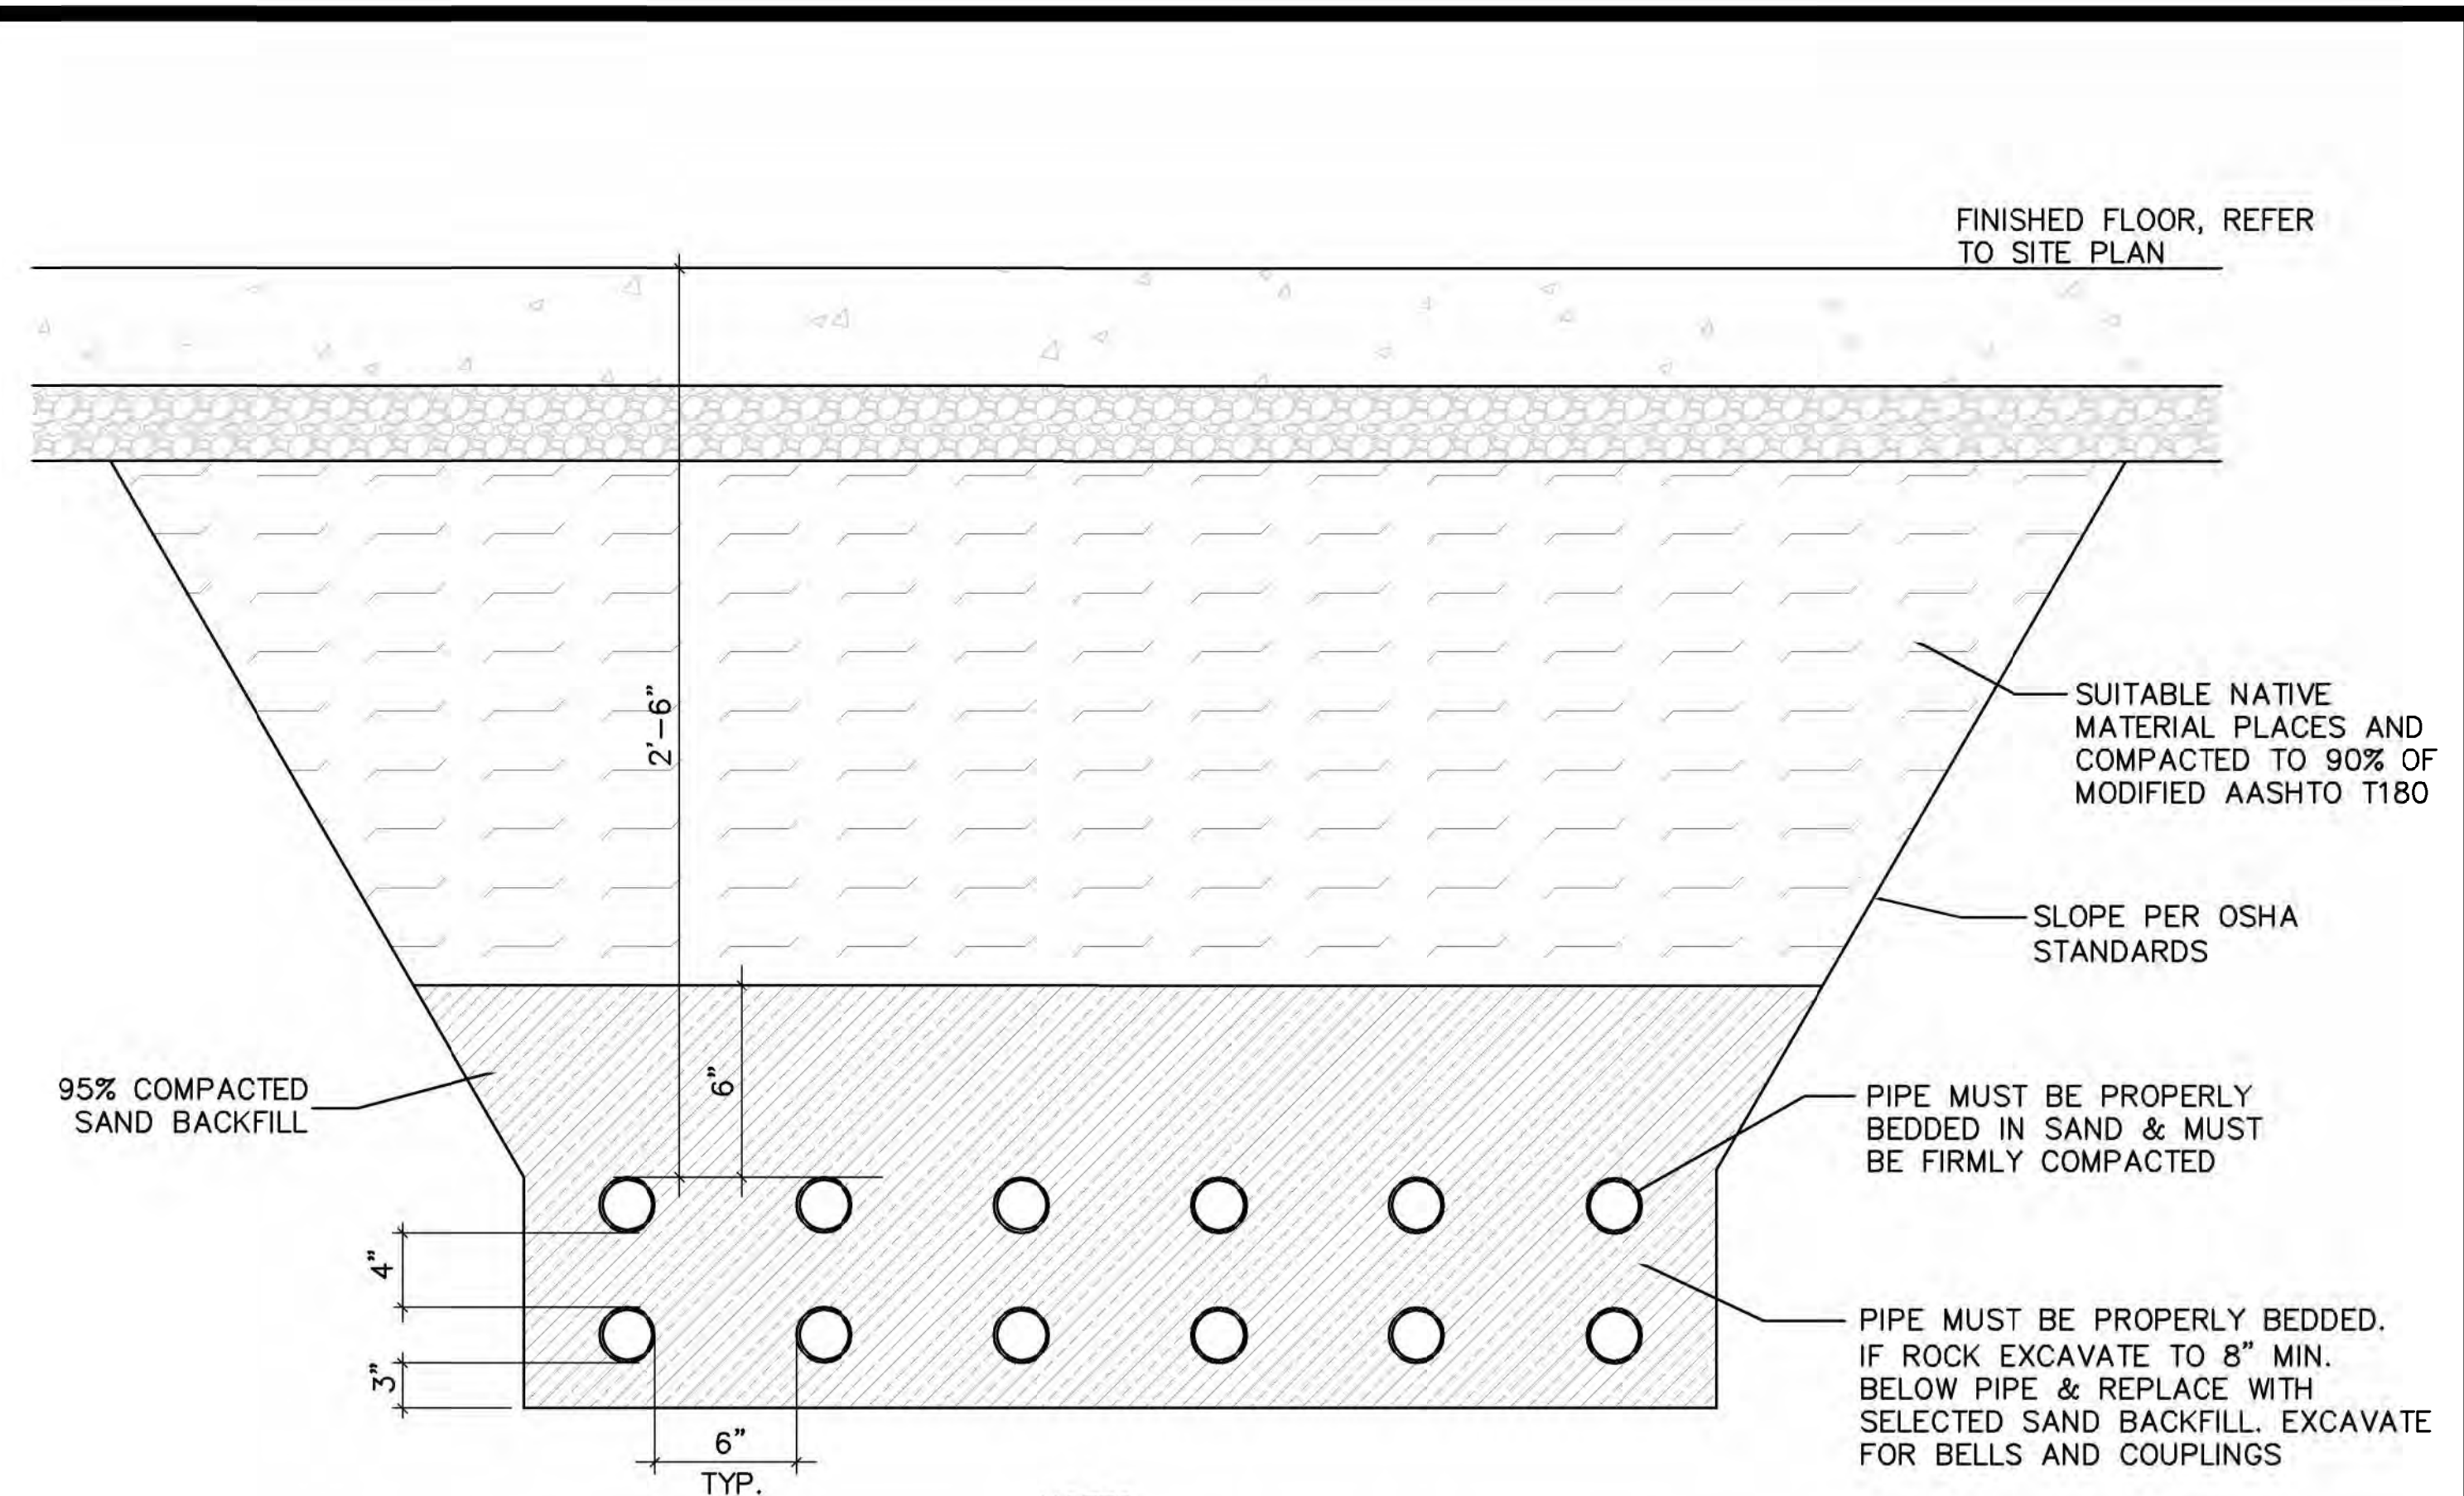 FINISHED FLOOR, REFER
TO SITE PLAN
2'-6"
SUITABLE NATIVE
MATERIAL PLACES AND
COMPACTED TO 90% OF
MODIFIED AASHTO T180
SLOPE PER OSHA
STANDARDS
95% COMPACTED
SAND BACKFILL
6"
PIPE MUST BE PROPERLY
BEDDED IN SAND & MUST
BE FIRMLY COMPACTED
4"
3"
PIPE MUST BE PROPERLY BEDDED.
IF ROCK EXCAVATE TO 8" MIN.
BELOW PIPE & REPLACE WITH
SELECTED SAND BACKFILL. EXCAVATE
FOR BELLS AND COUPLINGS
6"
TYP.